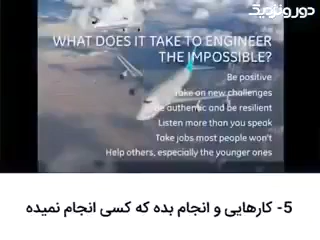 دور و نزدیک
WHAT DOES IT TAKE TO ENGINEER
THE IMPOSSIBLE?
Be positive
Take on new challenges
Be authentic and be resilient
Listen more than you speak
Take jobs most people won't
Help others, especially the younger ones
5- کارهایی و انجام بده که کسی انجام نمیده